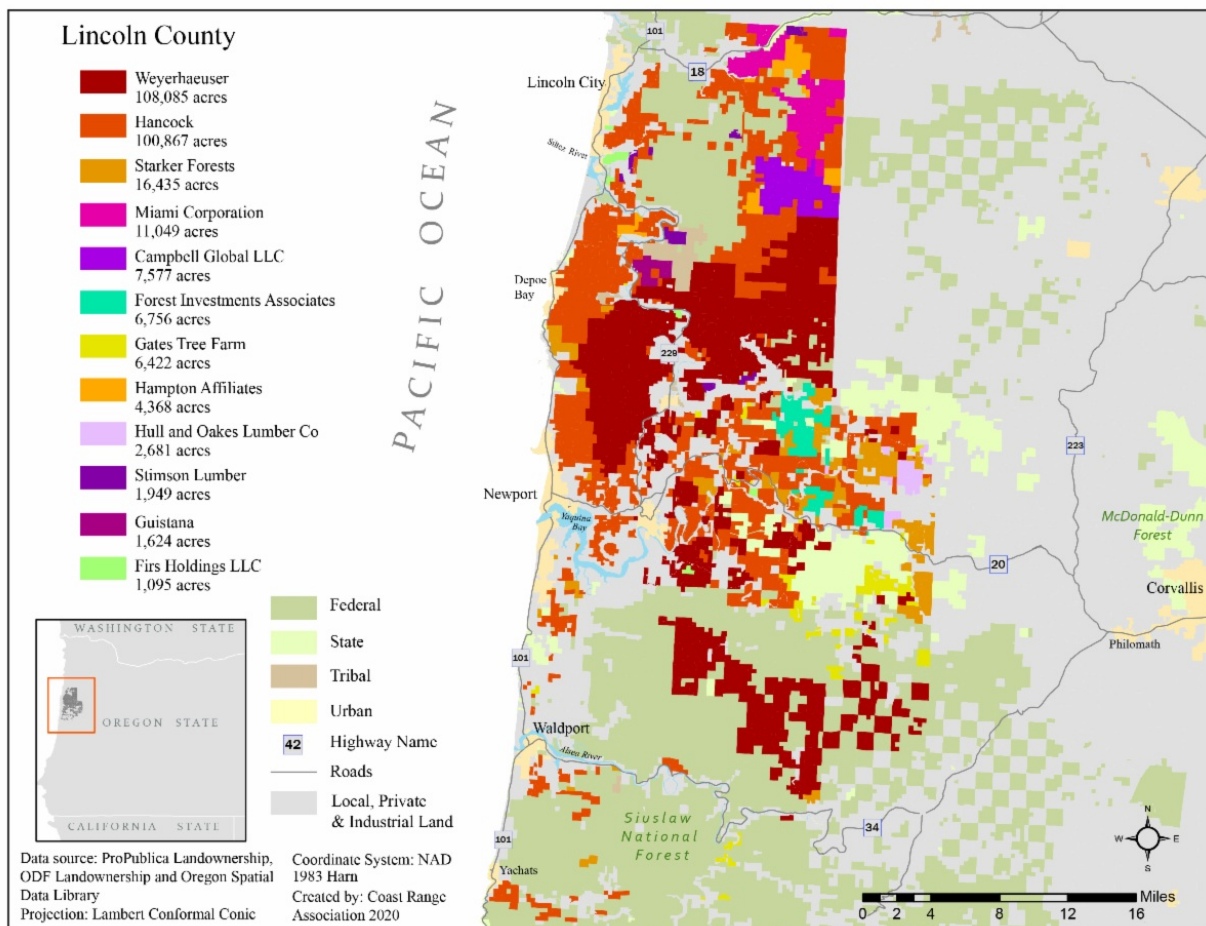 Lincoln County
Weyerhaeuser
108,085 acres
Hancock
100,867 acres
Starker Forests
16,435 acres
Miami Corporation
11,049 acres
Campbell Global LLC
7,577 acres
Forest Investments Associates
6,756 acres
Gates Tree Farm
6,422 acres
Hampton Affiliates
4,368 acres
Hull and Oakes Lumber Co
2,681 acres
Stimson Lumber
1,949 acres
Guistana
1,624 acres
Firs Holdings LLC
1,095 acres
Federal
State
Tribal
Urban
42 Highway Name
Roads
Local, Private
& Industrial Land
WASHINGTON STATE
OREGON STATE
CALIFORNIA STATE
Data source: ProPublica Landownership,
ODF Landownership and Oregon Spatial
Data Library
Projection: Lambert Conformal Conic
Coordinate System: NAD
1983 Harn
Created by: Coast Range
Association 2020
PACIFIC OCEAN
101
18
Lincoln City
Siletz River
Depoe
Bay
229
223
Newport
Yaquina
Bay
McDonald-Dunn
Forest
20
Corvallis
Philomath
101
Waldport
Alsea River
Siuslaw
National
Forest
34
101
Yachats
N
W E
S
Miles
0 2 4 8 12 16